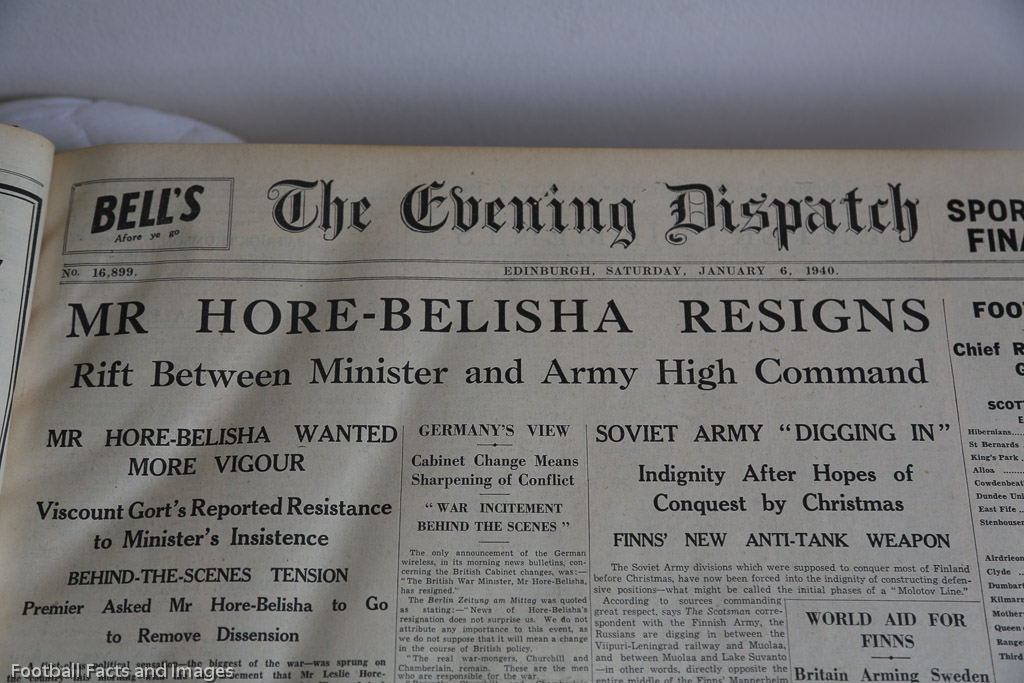 BELL'S
Afore ye go
The Evening Dispatch
SPOR
FINA
No. 16,899.
EDINBURGH, SATURDAY, JANUARY 6, 1940.
MR HORE-BELISHA RESIGNS
Rift Between Minister and Army High Command
MR HORE-BELISHA WANTED
MORE VIGOUR
Viscount Gort's Reported Resistance
to Minister's Insistence
BEHIND-THE-SCENES TENSION
Premier Asked Mr Hore-Belisha to Go
to Remove Dissension
GERMANY'S VIEW
Cabinet Change Means
Sharpening of Conflict
"WAR INCITEMENT
BEHIND THE SCENES"
The only announcement of the German
wireless, in its morning news bulletins, con-
cerning the British Cabinet changes, was:—
"The British War Minister, Mr Hore-Belisha,
has resigned."
The Berlin Zeitung am Mittag was quoted
as stating:—"News of Hore-Belisha's
resignation does not surprise us. We do not
attribute any importance to this event, as
we do not suppose that it will mean a change
in the course of British policy.
"The real war-mongers, Churchill and
Chamberlain, remain. These are the men
who are responsible for the war.
SOVIET ARMY "DIGGING IN"
Indignity After Hopes of
Conquest by Christmas
FINNS' NEW ANTI-TANK WEAPON
The Soviet Army divisions which were supposed to conquer most of Finland
before Christmas, have now been forced into the indignity of constructing defen-
sive positions—what might be called the initial phases of a "Molotov Line."
According to sources commanding
great respect, says The Scotsman corre-
spondent with the Finnish Army, the
Russians are digging in between the
Viipuri-Leningrad railway and Muolaa,
and between Muolaa and Lake Suvanto
—in other words, directly opposite the
entire middle of the Finns' Mannerheim
WORLD AID FOR
FINNS
Britain Arming Sweden
FOO
Chief R
G
SCOT
Hibernians
St Bernards
King's Park
Alloa
Cowdenbeat
Dundee Uni
East Fife
Stenhouse
Airdrieon
Clyde
Dumbart
Kilmarn
Mother
Queen
Range
Third
Football Facts and Images